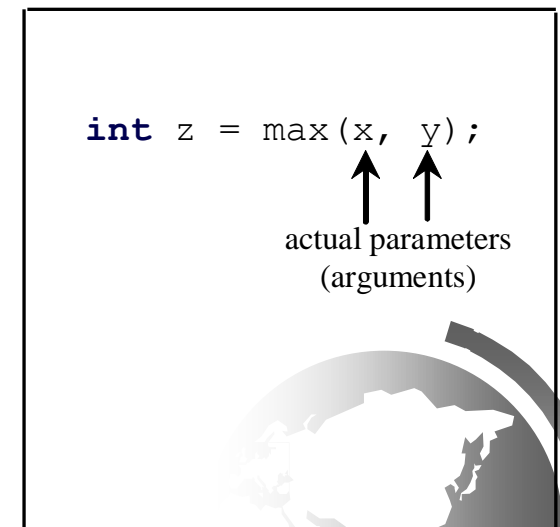 int z = max(x, y);
actual parameters
(arguments)